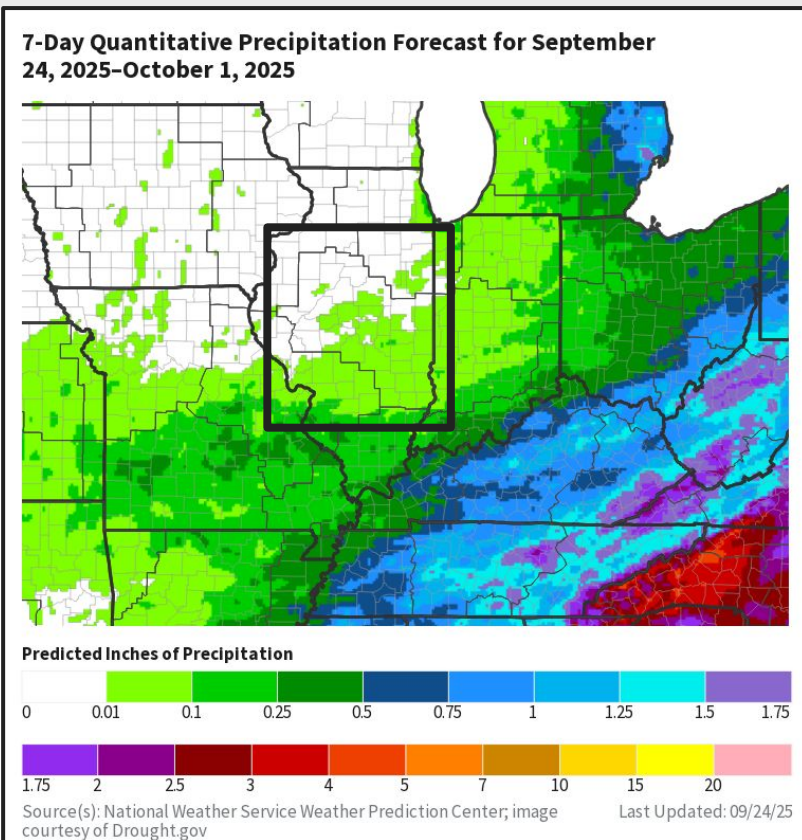 7-Day Quantitative Precipitation Forecast for September
24, 2025–October 1, 2025
Predicted Inches of Precipitation
0 0.01 0.1 0.25 0.5 0.75 1 1.25 1.5 1.75
1.75 2 2.5 3 4 5 7 10 15 20
Source(s): National Weather Service Weather Prediction Center; image Last Updated: 09/24/25
courtesy of Drought.gov